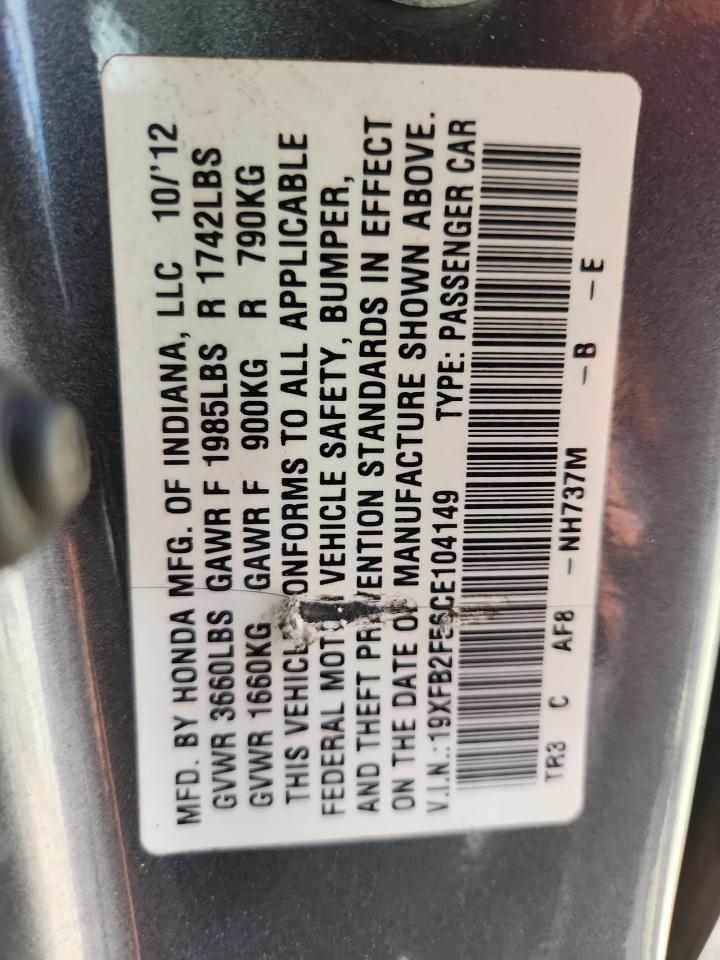 MFD. BY HONDA MFG. OF INDIANA, LLC 10/'12
GVWR 3660LBS GAWR F 1985LBS R 1742LBS
GVWR 1660KG GAWR F 900KG R 790KG
THIS VEHICLE CONFORMS TO ALL APPLICABLE
FEDERAL MOTOR VEHICLE SAFETY, BUMPER,
AND THEFT PREVENTION STANDARDS IN EFFECT
ON THE DATE OF MANUFACTURE SHOWN ABOVE.
V.I.N.: 19XFB2F56CE104149 TYPE: PASSENGER CAR
TR3 C AF8 -NH737M -B -E